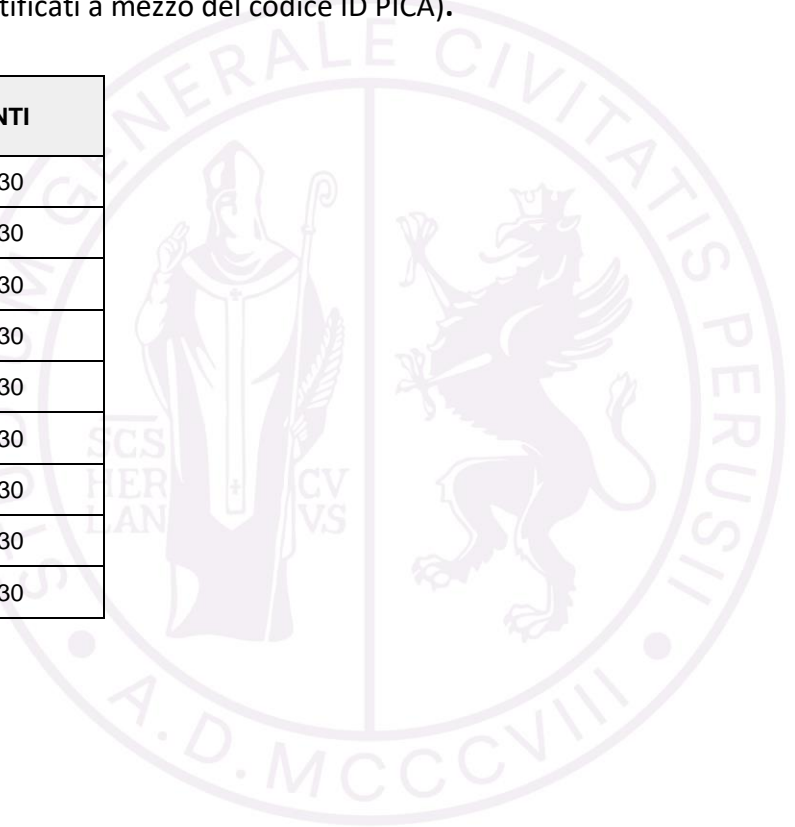 tificati a mezzo del codice ID PICA).
NTI
30
30
30
30
30
30
30
30
30
GENERALE CIVITATIS PERUSII
SCS
HER
LAN
CV
VS
A.D. MCCCVIII